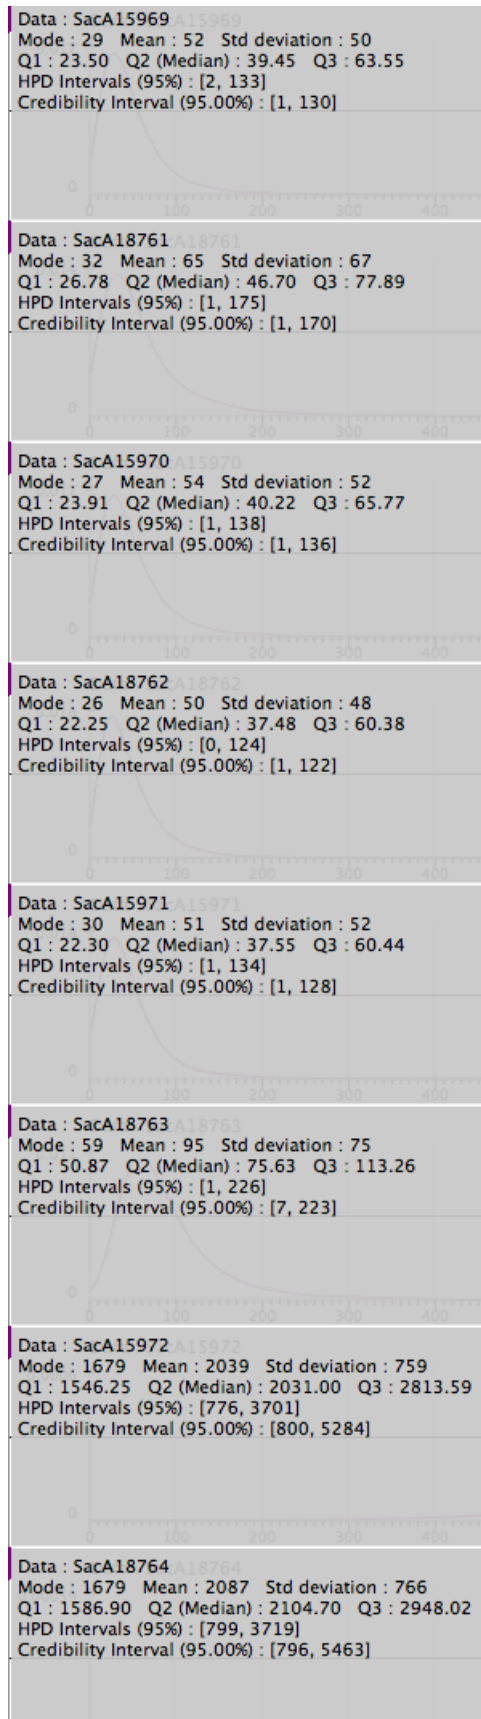 Data : SacA15969
Mode : 29 Mean : 52 Std deviation : 50
Q1 : 23.50 Q2 (Median) : 39.45 Q3 : 63.55
HPD Intervals (95%) : [2, 133]
Credibility Interval (95.00%) : [1, 130]
0
0 100 200 300 400
Data : SacA18761
Mode : 32 Mean : 65 Std deviation : 67
Q1 : 26.78 Q2 (Median) : 46.70 Q3 : 77.89
HPD Intervals (95%) : [1, 175]
Credibility Interval (95.00%) : [1, 170]
0
0 100 200 300 400
Data : SacA15970
Mode : 27 Mean : 54 Std deviation : 52
Q1 : 23.91 Q2 (Median) : 40.22 Q3 : 65.77
HPD Intervals (95%) : [1, 138]
Credibility Interval (95.00%) : [1, 136]
0
0 100 200 300 400
Data : SacA18762
Mode : 26 Mean : 50 Std deviation : 48
Q1 : 22.25 Q2 (Median) : 37.48 Q3 : 60.38
HPD Intervals (95%) : [0, 124]
Credibility Interval (95.00%) : [1, 122]
0
0 100 200 300 400
Data : SacA15971
Mode : 30 Mean : 51 Std deviation : 52
Q1 : 22.30 Q2 (Median) : 37.55 Q3 : 60.44
HPD Intervals (95%) : [1, 134]
Credibility Interval (95.00%) : [1, 128]
0
0 100 200 300 400
Data : SacA18763
Mode : 59 Mean : 95 Std deviation : 75
Q1 : 50.87 Q2 (Median) : 75.63 Q3 : 113.26
HPD Intervals (95%) : [1, 226]
Credibility Interval (95.00%) : [7, 223]
0
0 100 200 300 400
Data : SacA15972
Mode : 1679 Mean : 2039 Std deviation : 759
Q1 : 1546.25 Q2 (Median) : 2031.00 Q3 : 2813.59
HPD Intervals (95%) : [776, 3701]
Credibility Interval (95.00%) : [800, 5284]
0
0 100 200 300 400
Data : SacA18764
Mode : 1679 Mean : 2087 Std deviation : 766
Q1 : 1586.90 Q2 (Median) : 2104.70 Q3 : 2948.02
HPD Intervals (95%) : [799, 3719]
Credibility Interval (95.00%) : [796, 5463]